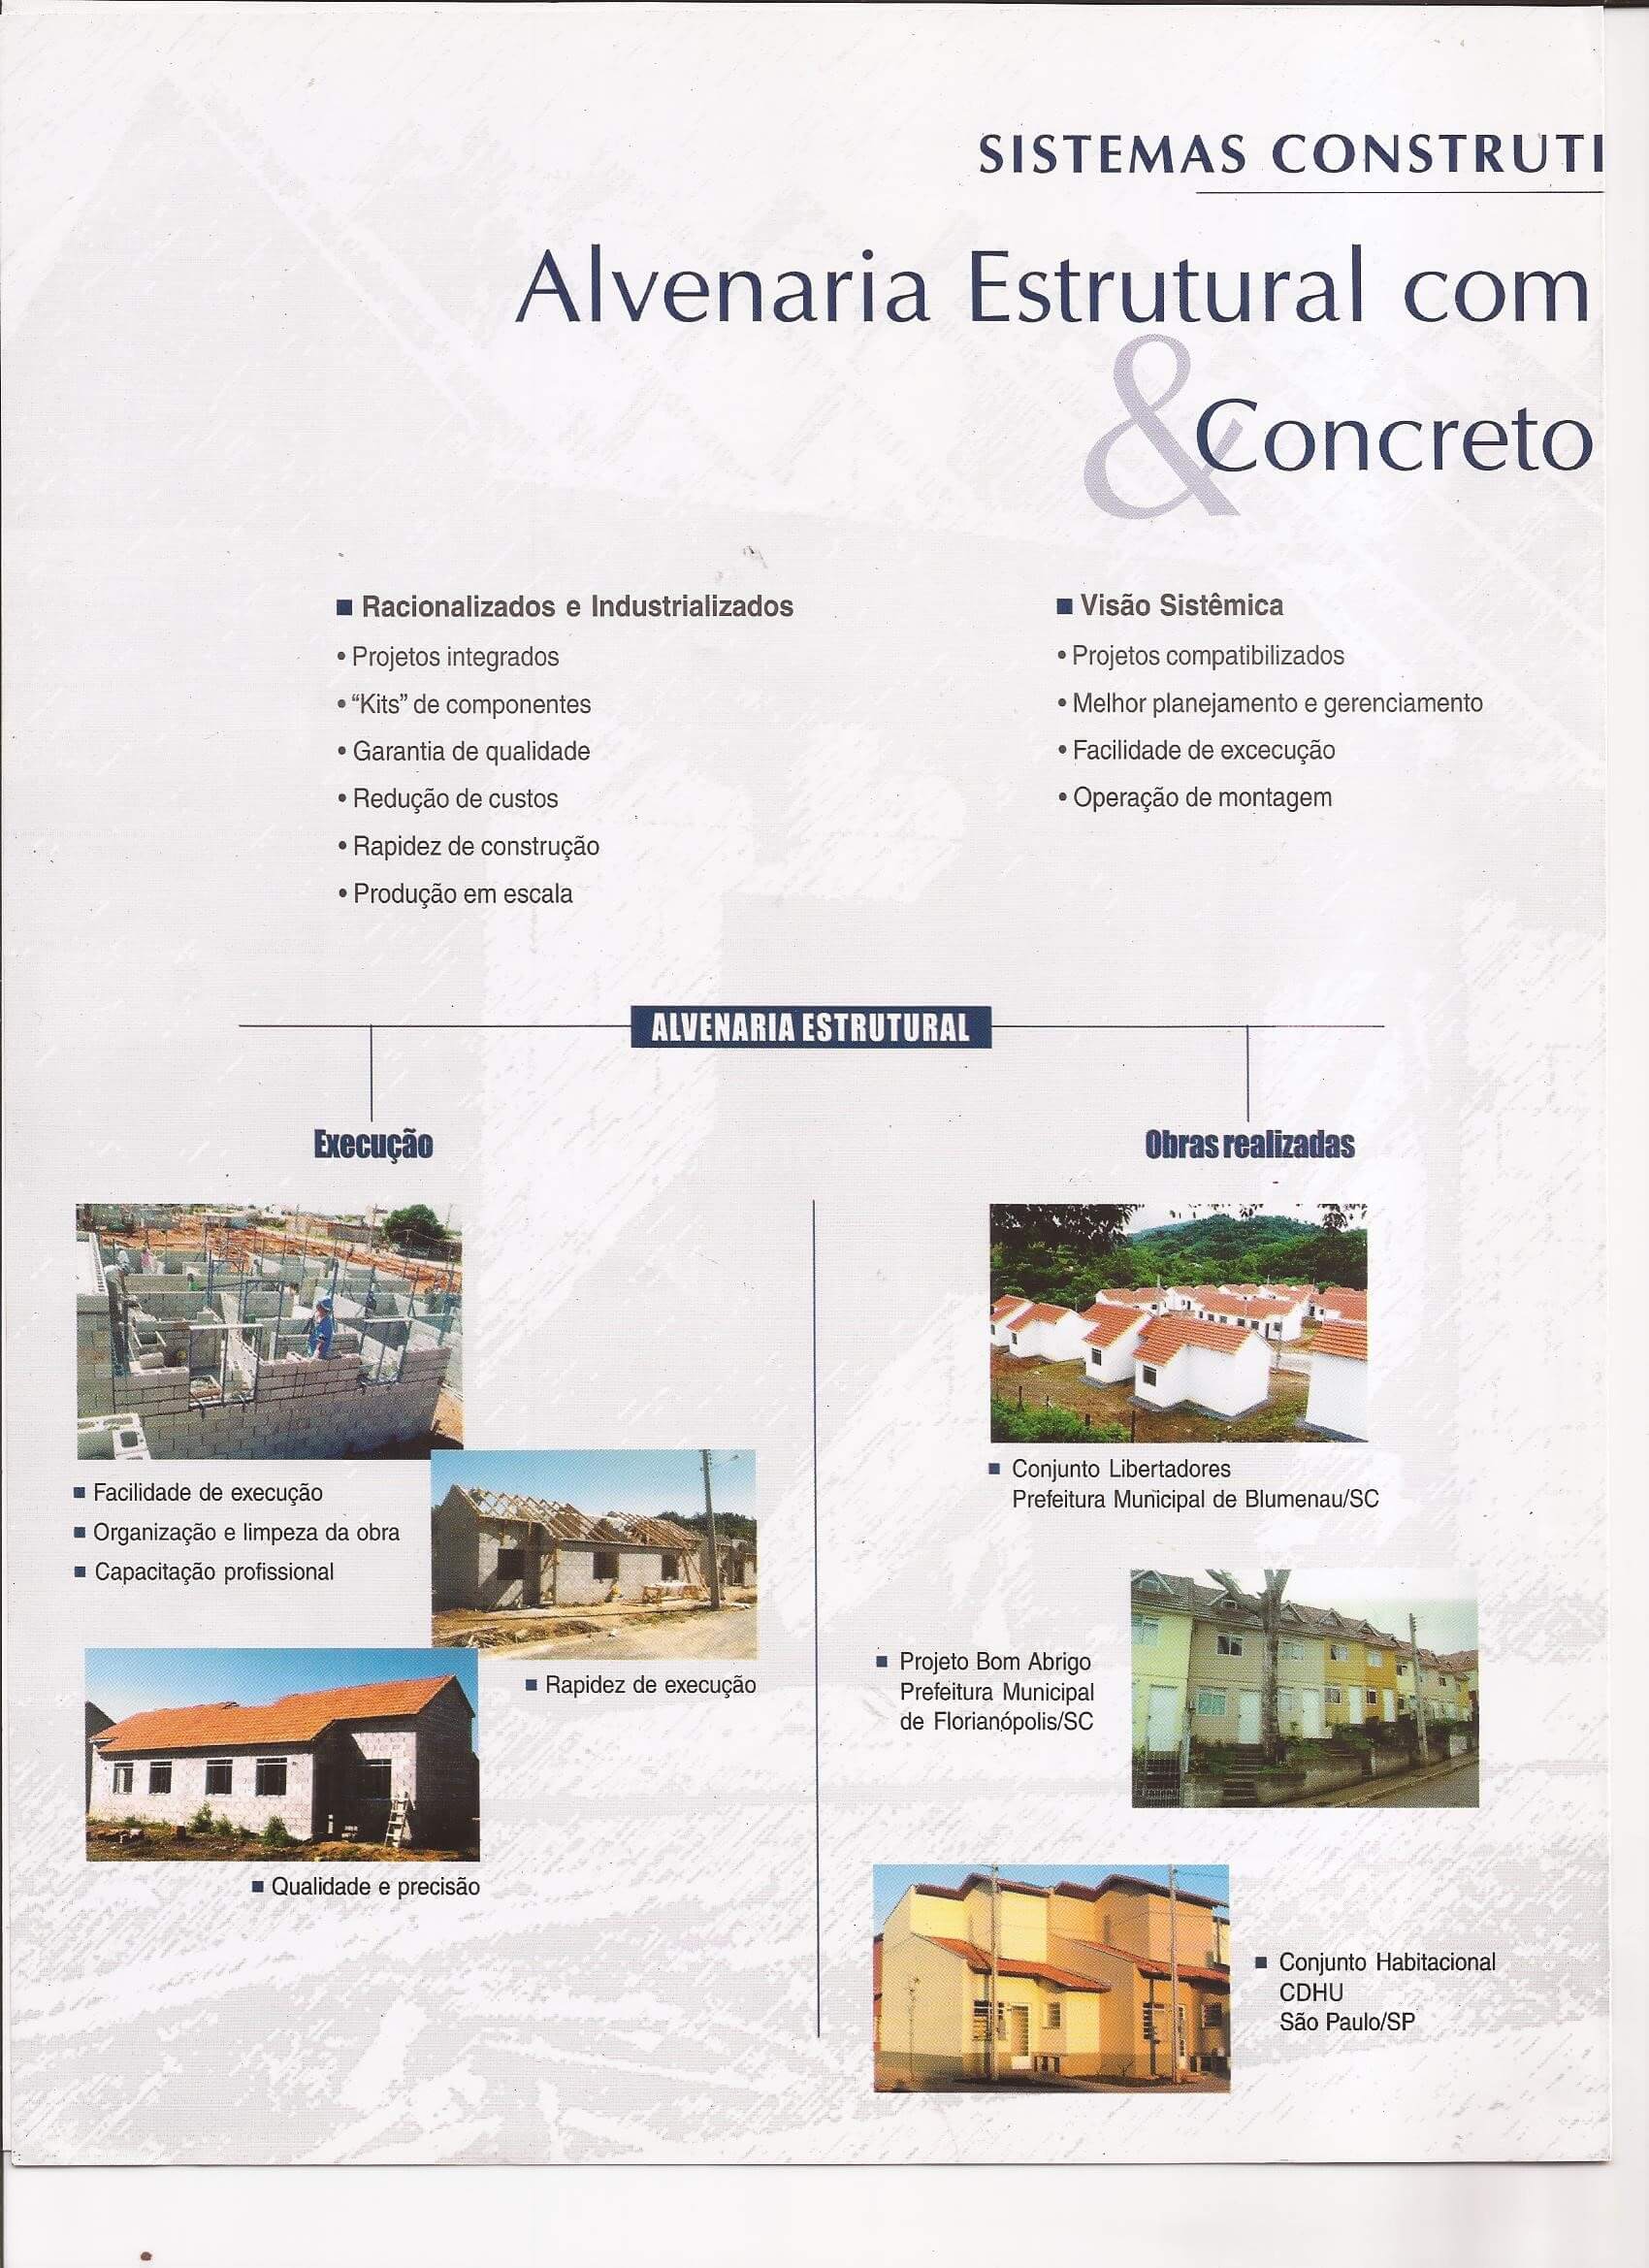 SISTEMAS CONSTRUTI
Alvenaria Estrutural com
& Concreto
■ Racionalizados e Industrializados
• Projetos integrados
• “Kits” de componentes
• Garantia de qualidade
• Redução de custos
• Rapidez de construção
• Produção em escala
■ Visão Sistêmica
• Projetos compatibilizados
• Melhor planejamento e gerenciamento
• Facilidade de excecução
• Operação de montagem
ALVENARIA ESTRUTURAL
Execução
■ Facilidade de execução
■ Organização e limpeza da obra
■ Capacitação profissional
■ Rapidez de execução
■ Qualidade e precisão
Obras realizadas
■ Conjunto Libertadores
Prefeitura Municipal de Blumenau/SC
■ Projeto Bom Abrigo
Prefeitura Municipal
de Florianópolis/SC
■ Conjunto Habitacional
CDHU
São Paulo/SP